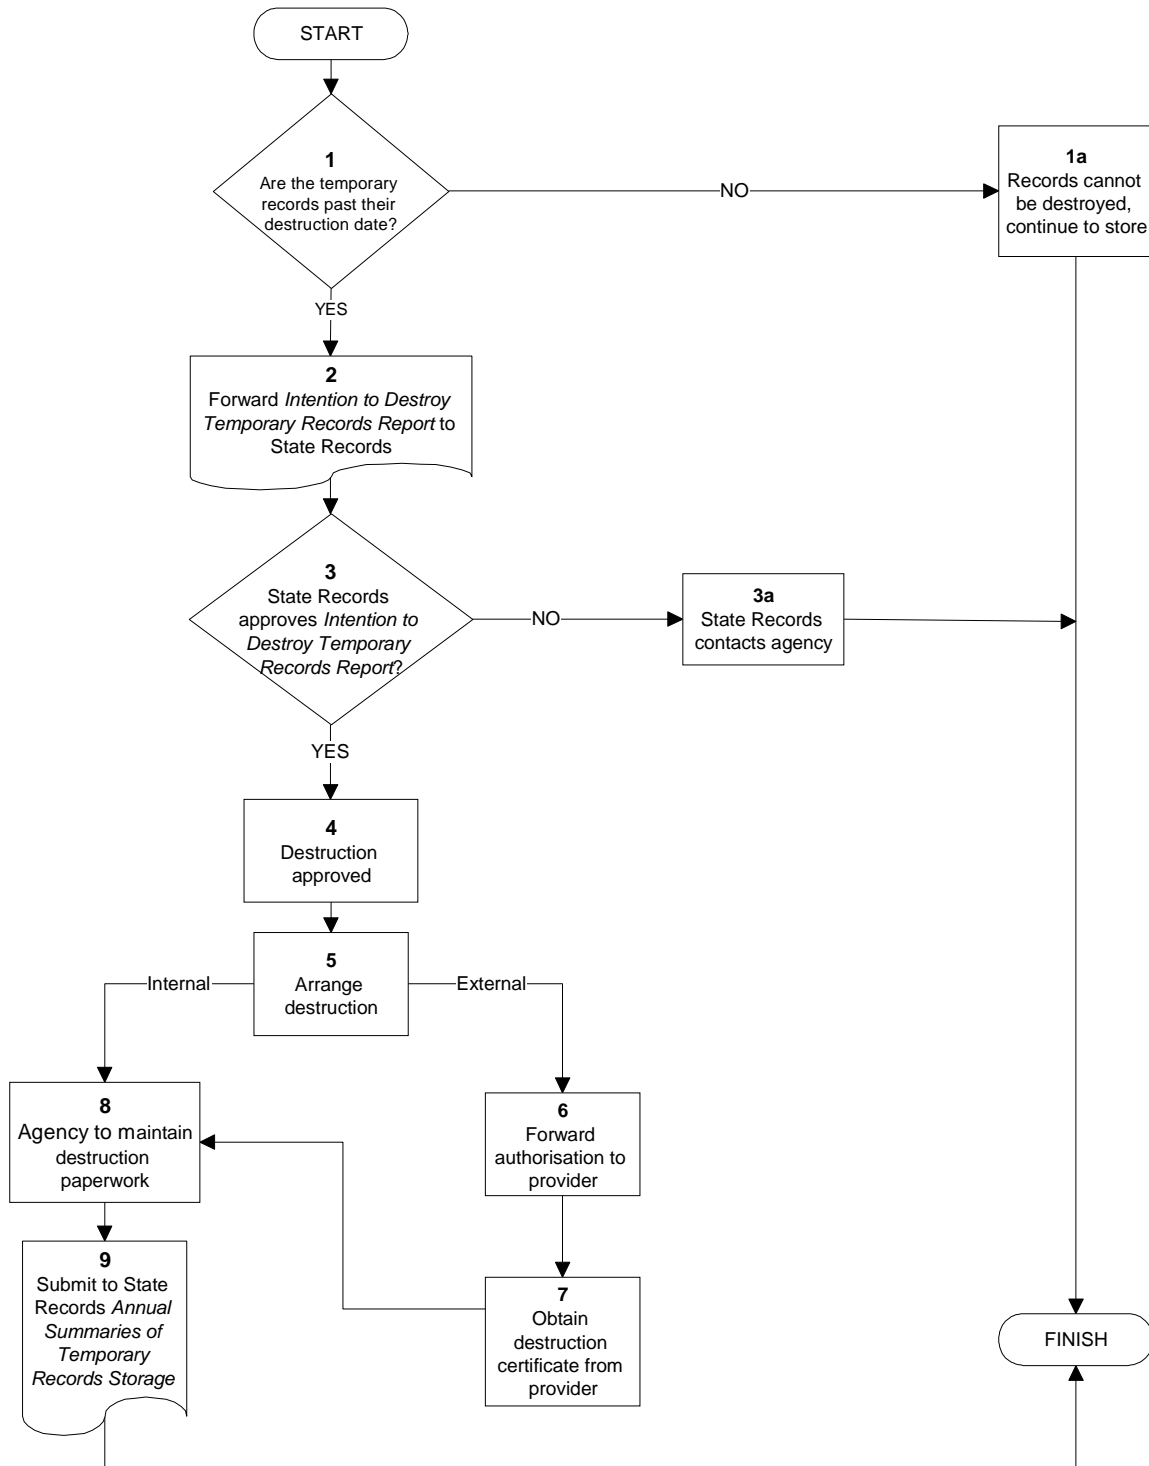 START
1
Are the temporary
records past their
destruction date?
NO
1a
Records cannot
be destroyed,
continue to store
YES
2
Forward Intention to Destroy
Temporary Records Report to
State Records
3
State Records
approves Intention to
Destroy Temporary
Records Report?
NO
3a
State Records
contacts agency
YES
4
Destruction
approved
5
Arrange
destruction
Internal
External
8
Agency to maintain
destruction
paperwork
6
Forward
authorisation to
provider
9
Submit to State
Records Annual
Summaries of
Temporary
Records Storage
7
Obtain
destruction
certificate from
provider
FINISH